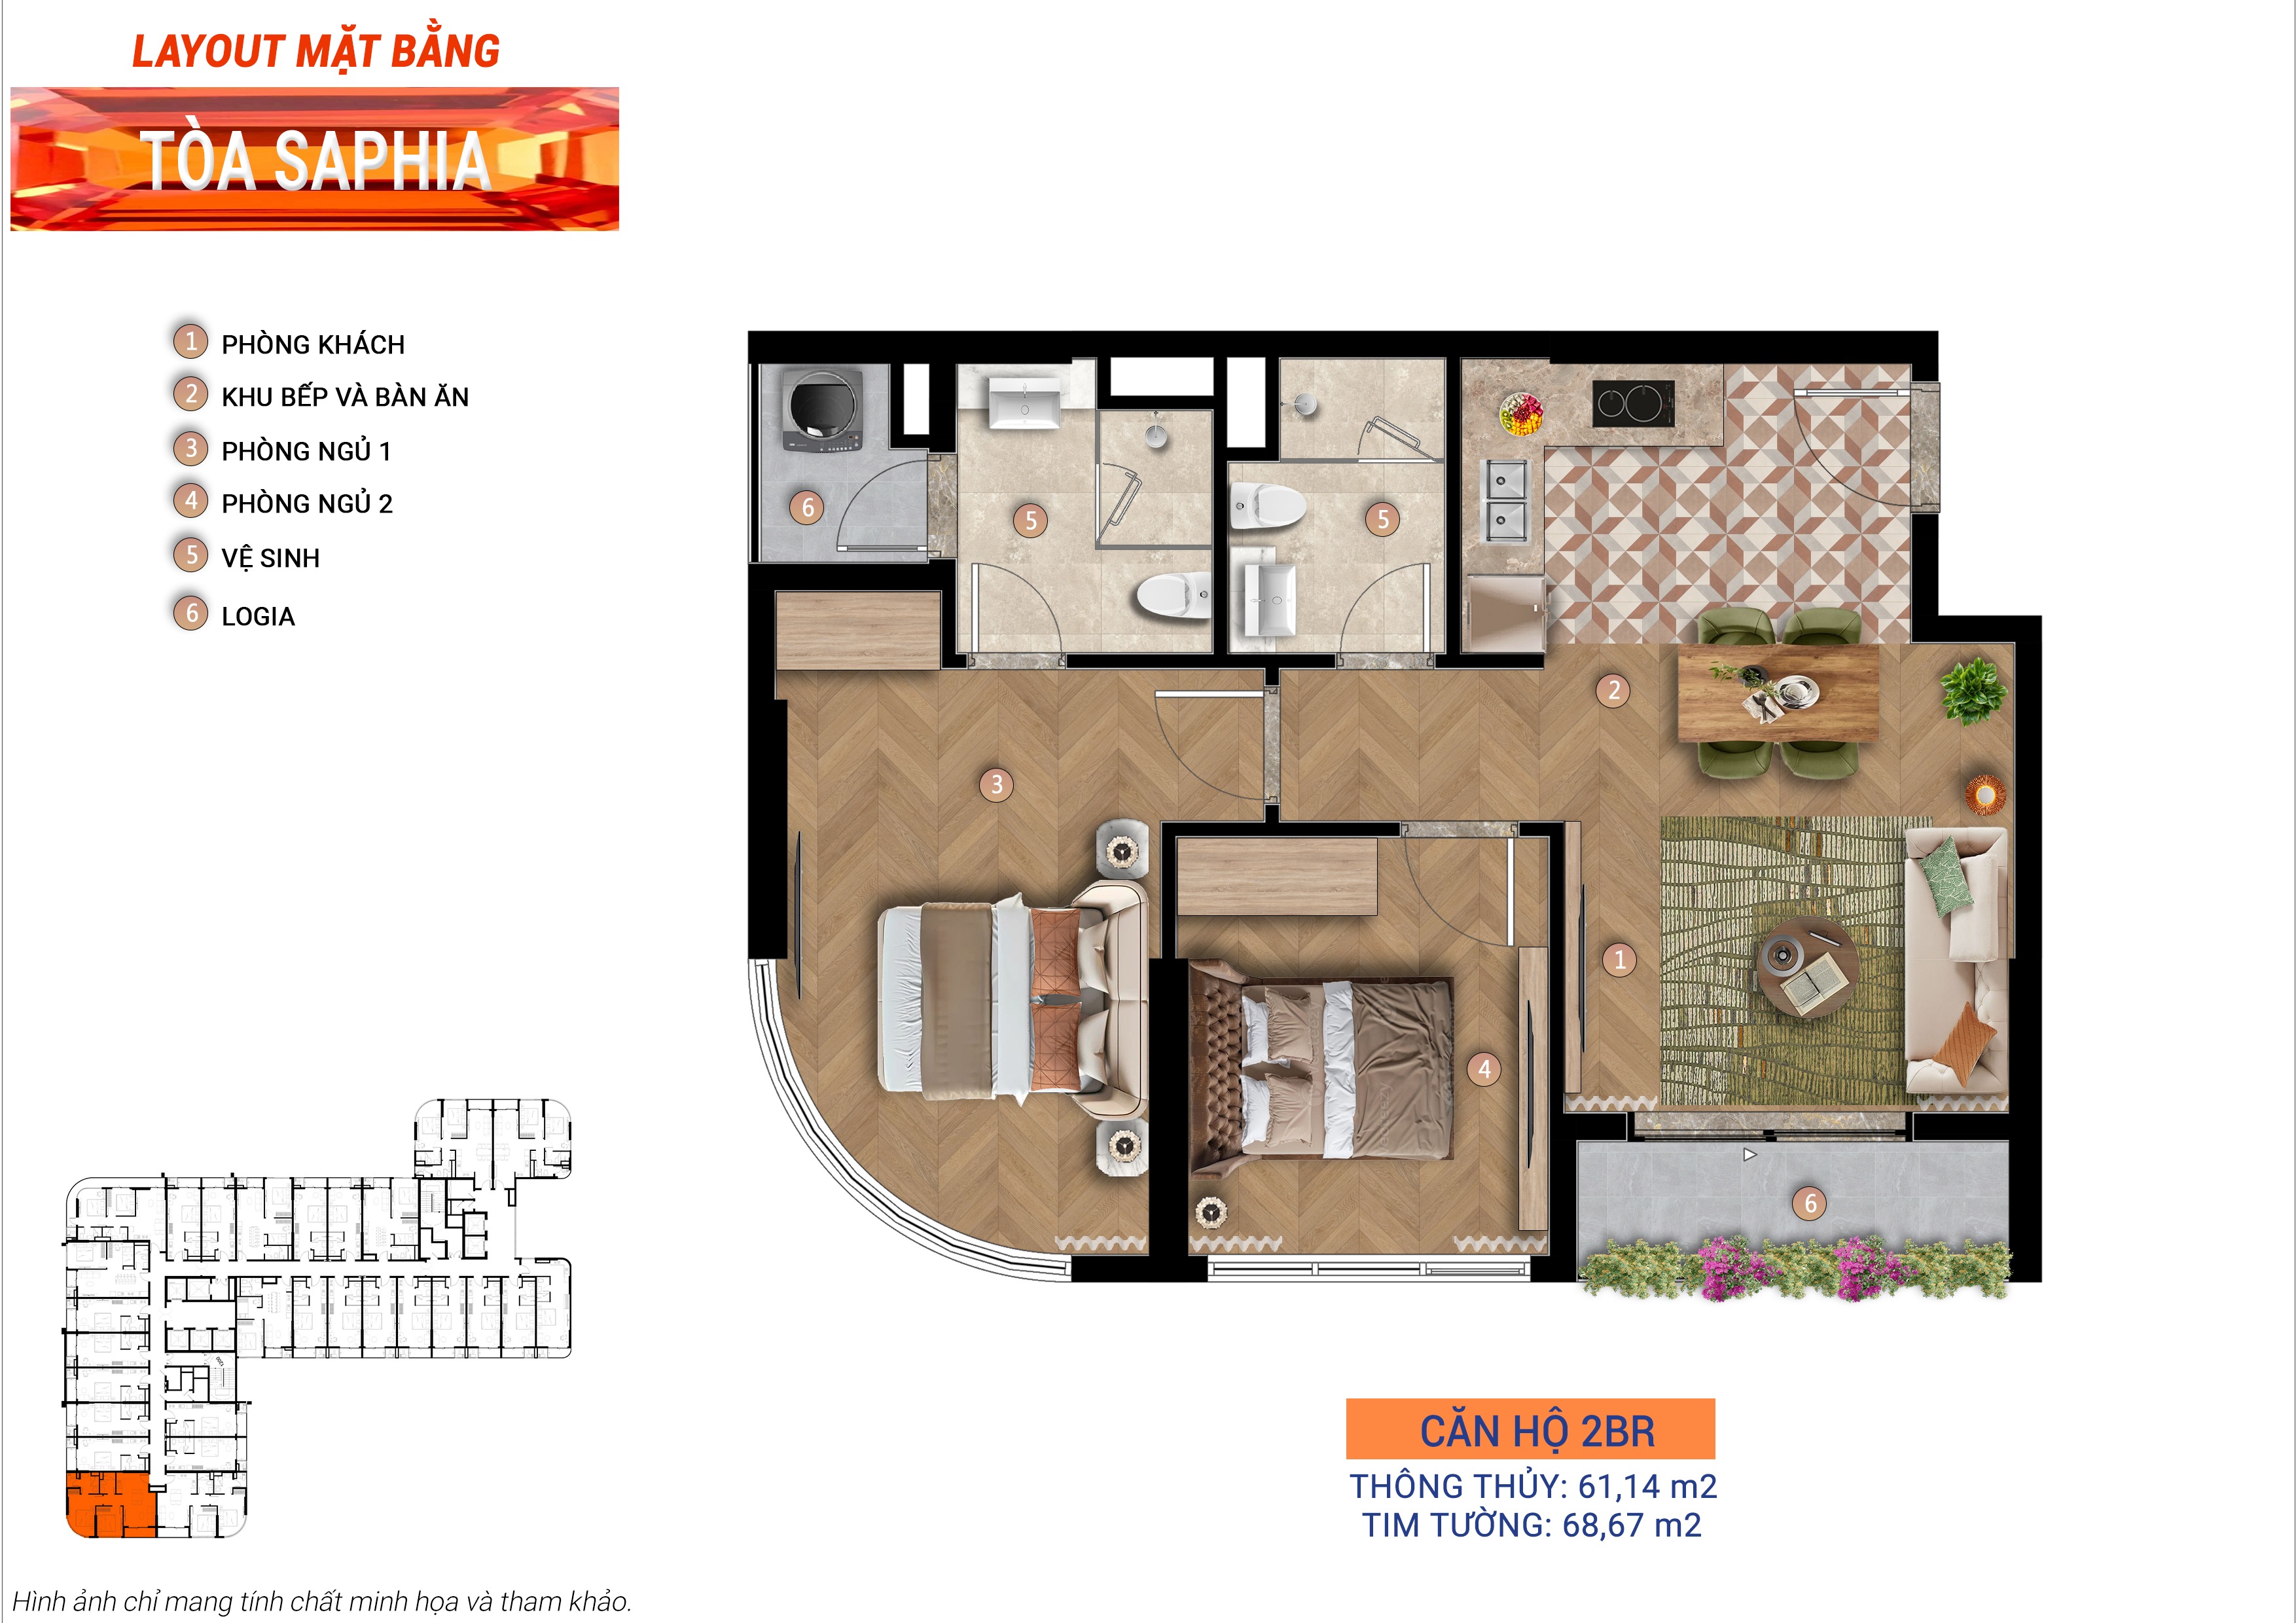 LAYOUT MẶT BẰNG
TÒA SAPHIA
1 PHÒNG KHÁCH
2 KHU BẾP VÀ BÀN ĂN
3 PHÒNG NGỦ 1
4 PHÒNG NGỦ 2
5 VỆ SINH
6 LOGIA
6
5
5
2
3
1
4
6
CĂN HỘ 2BR
THÔNG THỦY: 61,14 m2
TIM TƯỜNG: 68,67 m2
Hình ảnh chỉ mang tính chất minh họa và tham khảo.